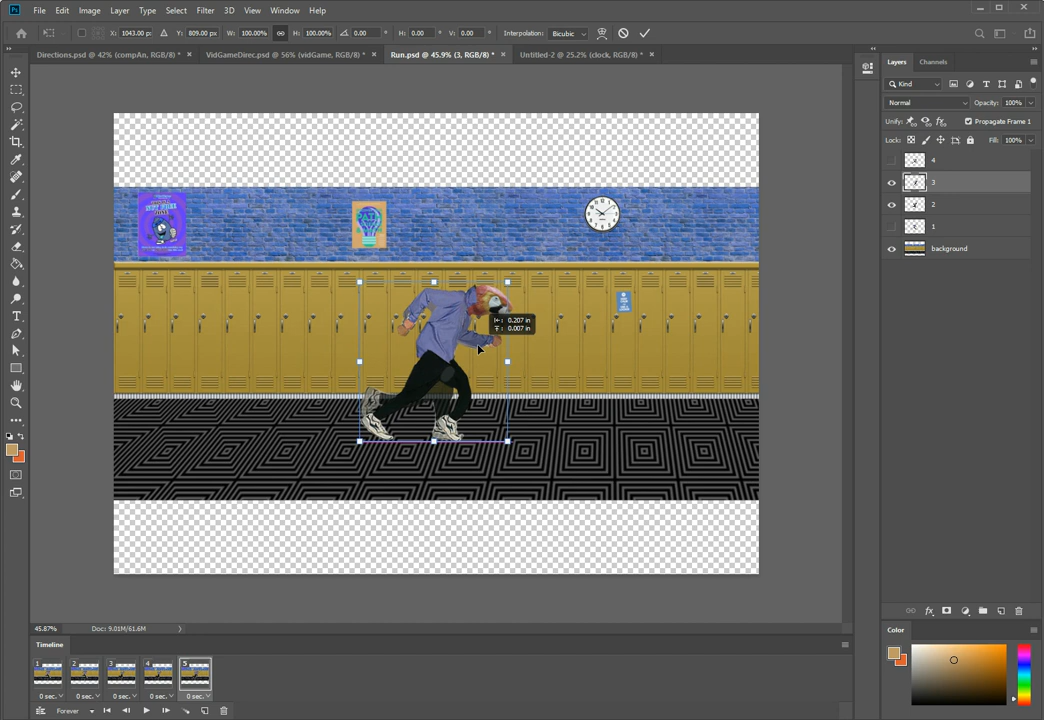 Ps File Edit Image Layer Type Select Filter 3D View Window Help
X: 1043.00 px Y: 809.00 px W: 100.00% H: 100.00% 0.00 ° H: 0.00 ° V: 0.00 ° Interpolation: Bicubic
Directions.psd @ 42% (compAn, RGB/8) * × VidGameDirec.psd @ 56% (vidGame, RGB/8) * × Run.psd @ 45.9% (3, RGB/8) * × Untitled-2 @ 25.2% (clock, RGB/8) * ×
Layers Channels
Kind
Normal Opacity: 100%
Unify: Propagate Frame 1
Lock: Fill: 100%
4
3
2
1
background
NOT FREE
0.207 in
0.007 in
45.87% Doc: 9.01M/61.6M
Timeline
1 2 3 4 5
0 sec. 0 sec. 0 sec. 0 sec. 0 sec.
Forever
Color